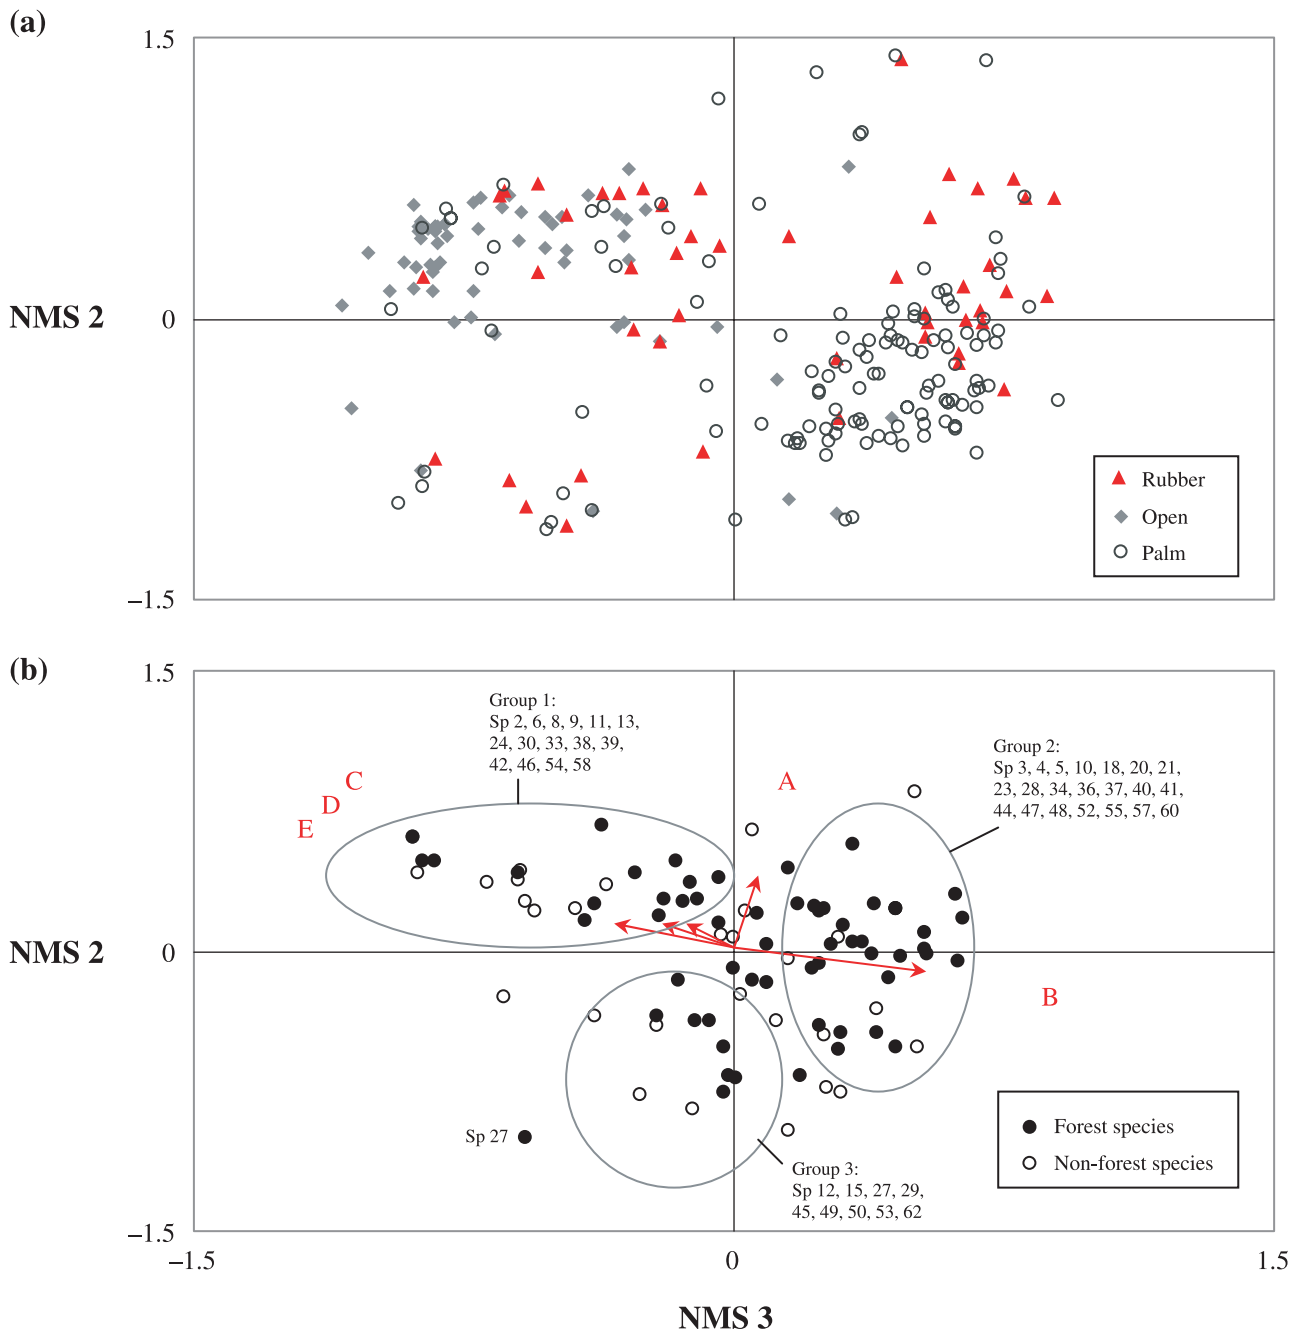 (a)
1.5
NMS 2
0
−1.5
Rubber
Open
Palm
(b)
1.5
Group 1:
Sp 2, 6, 8, 9, 11, 13,
24, 30, 33, 38, 39,
42, 46, 54, 58
Group 2:
Sp 3, 4, 5, 10, 18, 20, 21,
23, 28, 34, 36, 37, 40, 41,
44, 47, 48, 52, 55, 57, 60
C
D
E
A
NMS 2
0
B
Sp 27
Forest species
Non-forest species
Group 3:
Sp 12, 15, 27, 29,
45, 49, 50, 53, 62
−1.5
−1.5
0
1.5
NMS 3